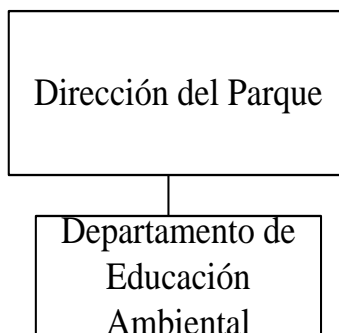 Dirección del Parque
Departamento de
Educación
Ambiental